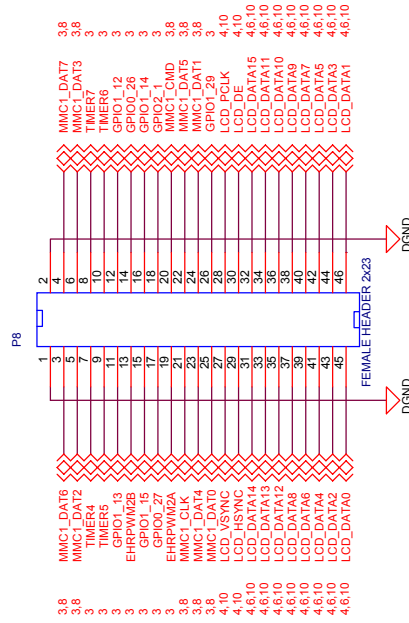 P8
1 2
3,8 MMC1_DAT6 3 4 MMC1_DAT7 3,8
3,8 MMC1_DAT2 5 6 MMC1_DAT3 3,8
3 TIMER4 7 8 TIMER7 3
3 TIMER5 9 10 TIMER6 3
3 GPIO1_13 11 12 GPIO1_12 3
3 EHRPWM2B 13 14 GPIO0_26 3
3 GPIO1_15 15 16 GPIO1_14 3
3 GPIO0_27 17 18 GPIO2_1 3
3 EHRPWM2A 19 20 MMC1_CMD 3,8
3,8 MMC1_CLK 21 22 MMC1_DAT5 3,8
3,8 MMC1_DAT4 23 24 MMC1_DAT1 3,8
3,8 MMC1_DAT0 25 26 GPIO1_29 3
4,10 LCD_VSYNC 27 28 LCD_PCLK 4,10
4,10 LCD_HSYNC 29 30 LCD_DE 4,10
4,6,10 LCD_DATA14 31 32 LCD_DATA15 4,6,10
4,6,10 LCD_DATA13 33 34 LCD_DATA11 4,6,10
4,6,10 LCD_DATA12 35 36 LCD_DATA10 4,6,10
4,6,10 LCD_DATA8 37 38 LCD_DATA9 4,6,10
4,6,10 LCD_DATA6 39 40 LCD_DATA7 4,6,10
4,6,10 LCD_DATA4 41 42 LCD_DATA5 4,6,10
4,6,10 LCD_DATA2 43 44 LCD_DATA3 4,6,10
4,6,10 LCD_DATA0 45 46 LCD_DATA1 4,6,10
FEMALE HEADER 2x23
DGND DGND